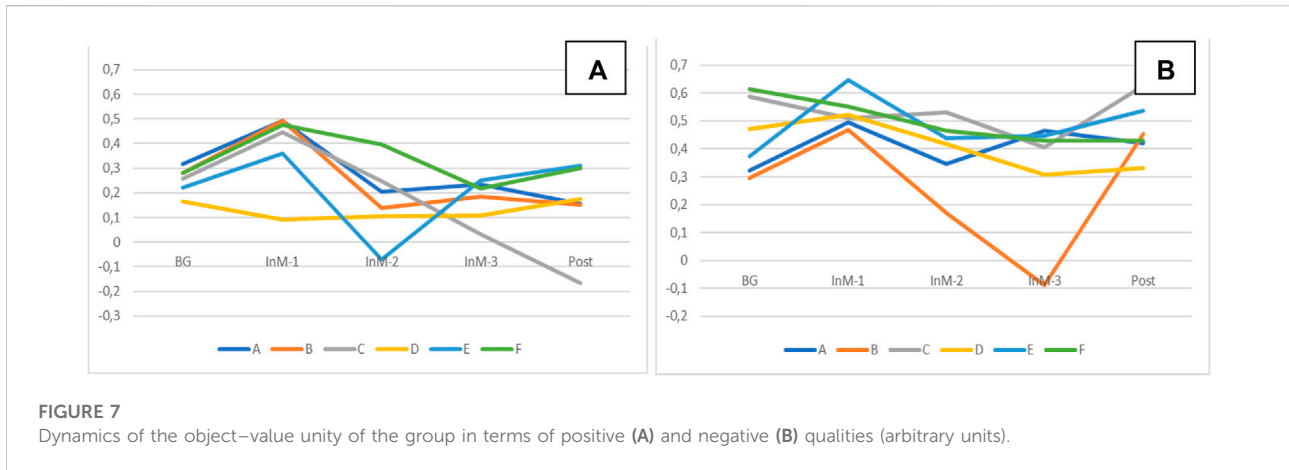 A
0,7
0,6
0,5
0,4
0,3
0,2
0,1
0
BG InM-1 InM-2 InM-3 Post
-0,1
-0,2
-0,3
A B C D E F
B
0,7
0,6
0,5
0,4
0,3
0,2
0,1
0
BG InM-1 InM-2 InM-3 Post
-0,1
-0,2
A B C D E F
FIGURE 7
Dynamics of the object–value unity of the group in terms of positive (A) and negative (B) qualities (arbitrary units).